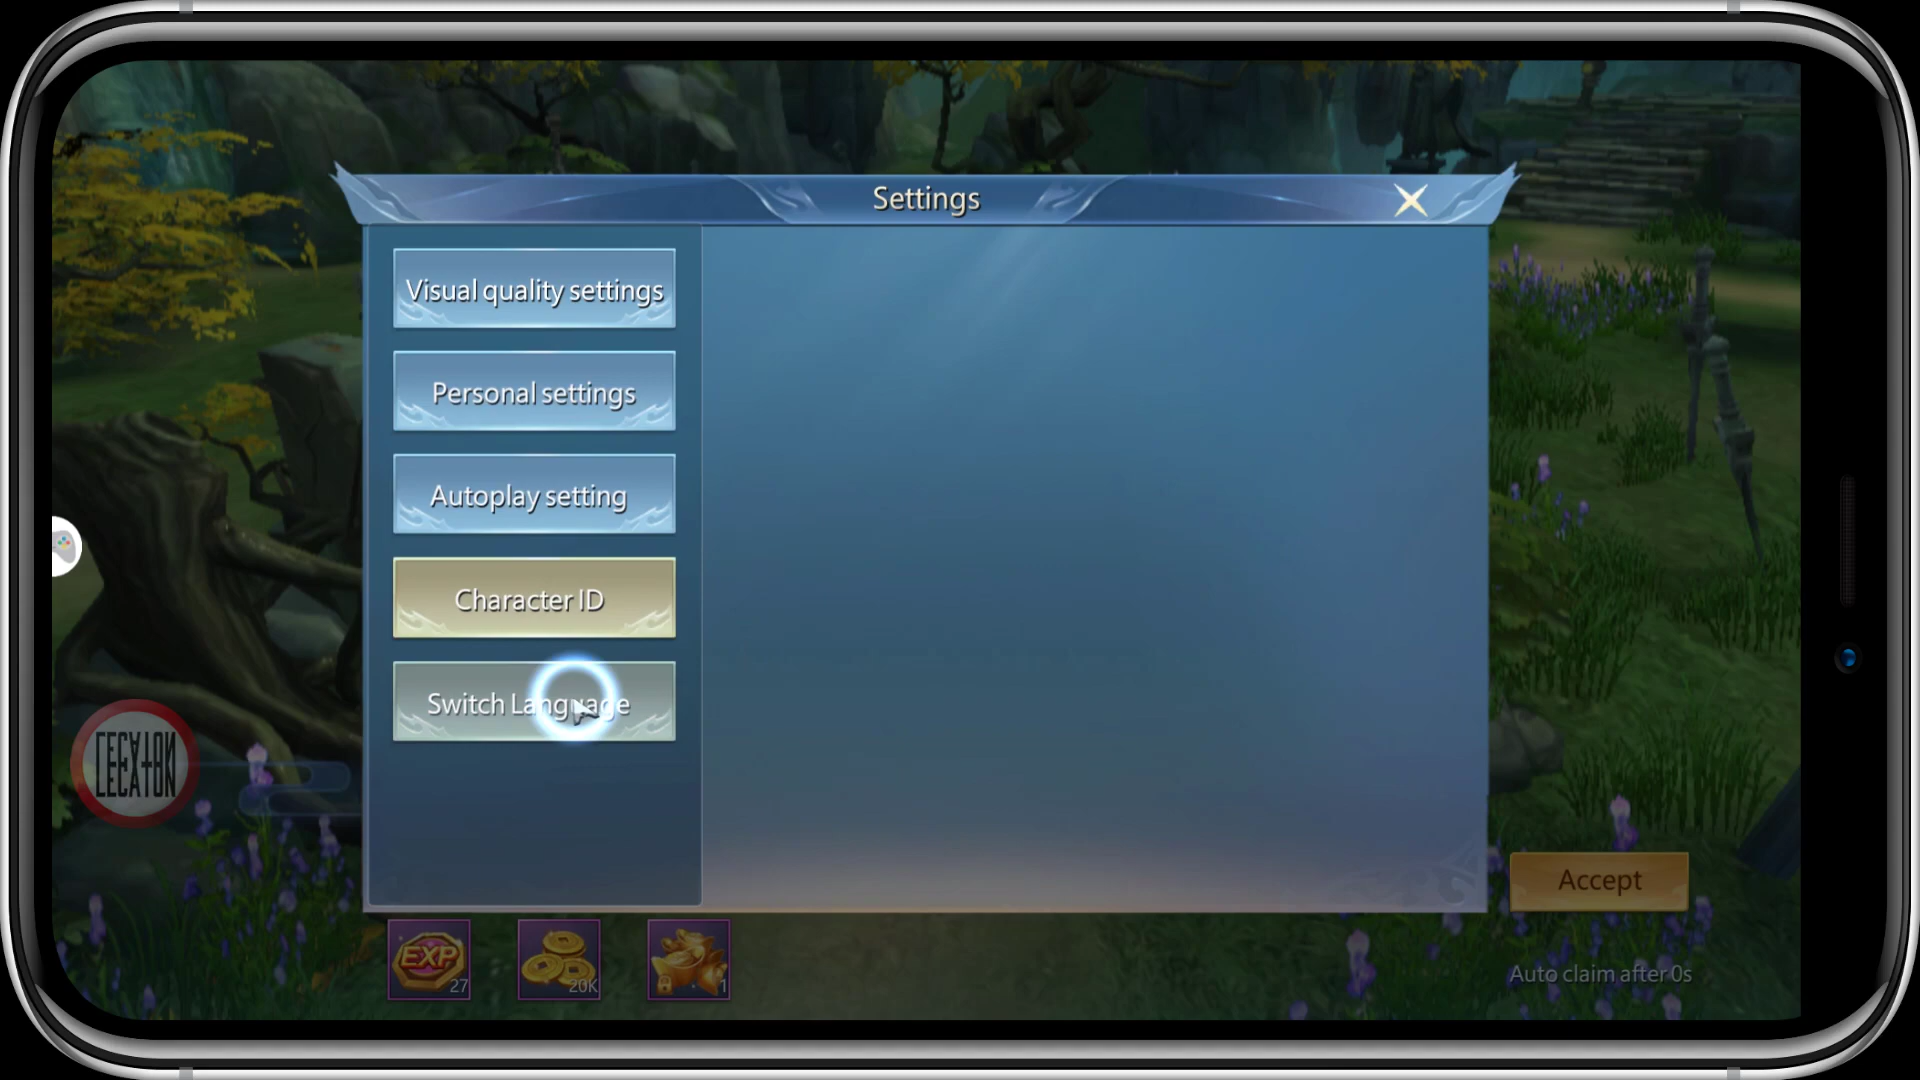 Settings
Visual quality settings
Personal settings
Autoplay setting
Character ID
Switch Language
LEEXTON
Accept
EXP
27
20K
1
Auto claim after 0s